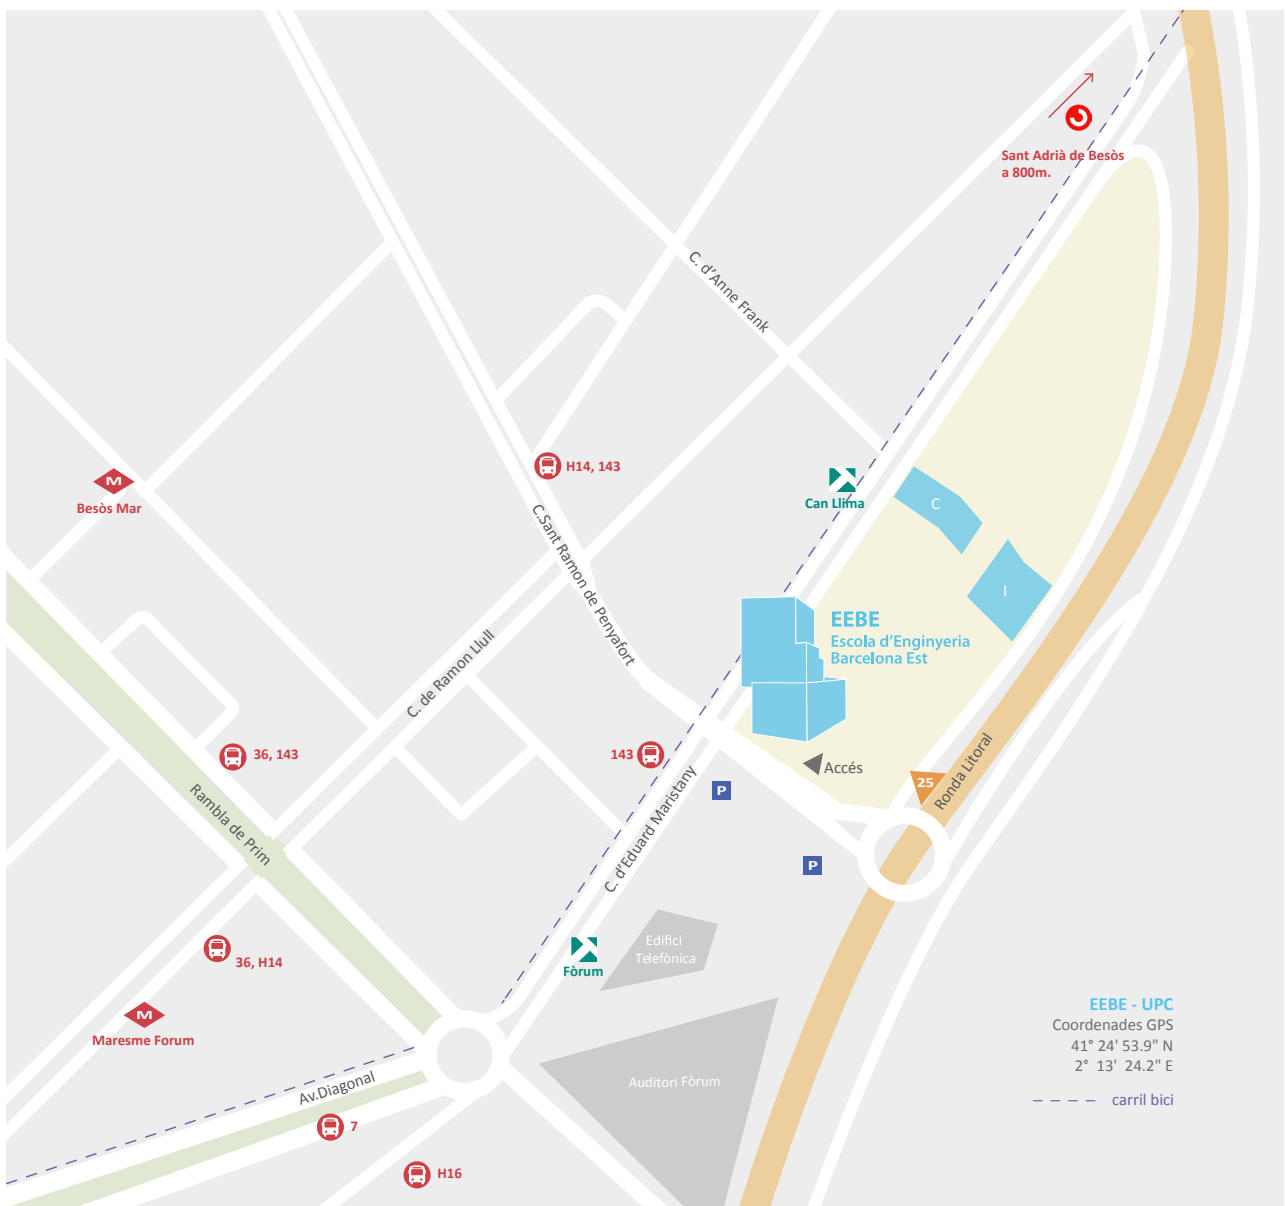 Sant Adrià de Besòs
a 800m.
C. d'Anne Frank
H14, 143
M
Besòs Mar
Can Llima
C
I
C.Sant Ramon de Penyafort
EEBE
Escola d'Enginyeria
Barcelona Est
C. de Ramon Llull
36, 143
143
Accés
25
Ronda Litoral
P
Rambla de Prim
C. d'Eduard Maristany
P
36, H14
Edifici
Telefònica
Fòrum
M
Maresme Forum
EEBE - UPC
Coordenades GPS
41° 24' 53.9" N
2° 13' 24.2" E
carril bici
Av.Diagonal
Auditori Fòrum
7
H16